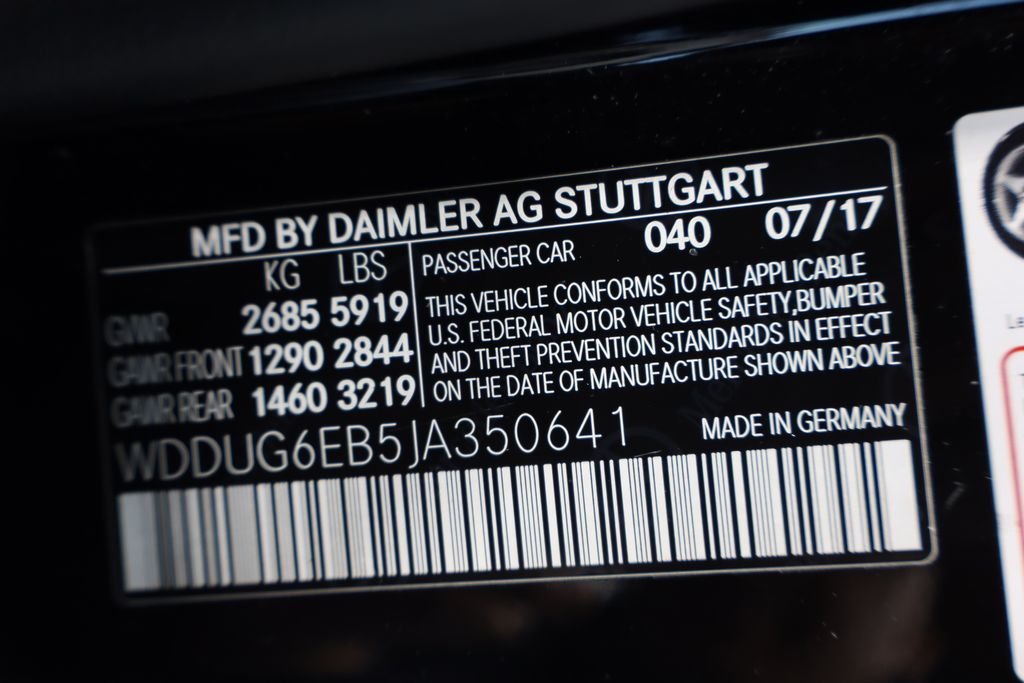 MFD BY DAIMLER AG STUTTGART
KG LBS
GVWR 2685 5919
GAWR FRONT 1290 2844
GAWR REAR 1460 3219
PASSENGER CAR 040 07/17
THIS VEHICLE CONFORMS TO ALL APPLICABLE
U.S. FEDERAL MOTOR VEHICLE SAFETY,BUMPER
AND THEFT PREVENTION STANDARDS IN EFFECT
ON THE DATE OF MANUFACTURE SHOWN ABOVE
WDDUG6EB5JA350641 MADE IN GERMANY